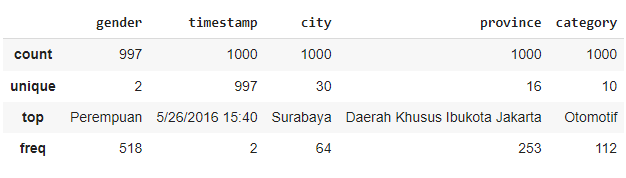 gender timestamp city province category
count 997 1000 1000 1000 1000
unique 2 997 30 16 10
top Perempuan 5/26/2016 15:40 Surabaya Daerah Khusus Ibukota Jakarta Otomotif
freq 518 2 64 253 112